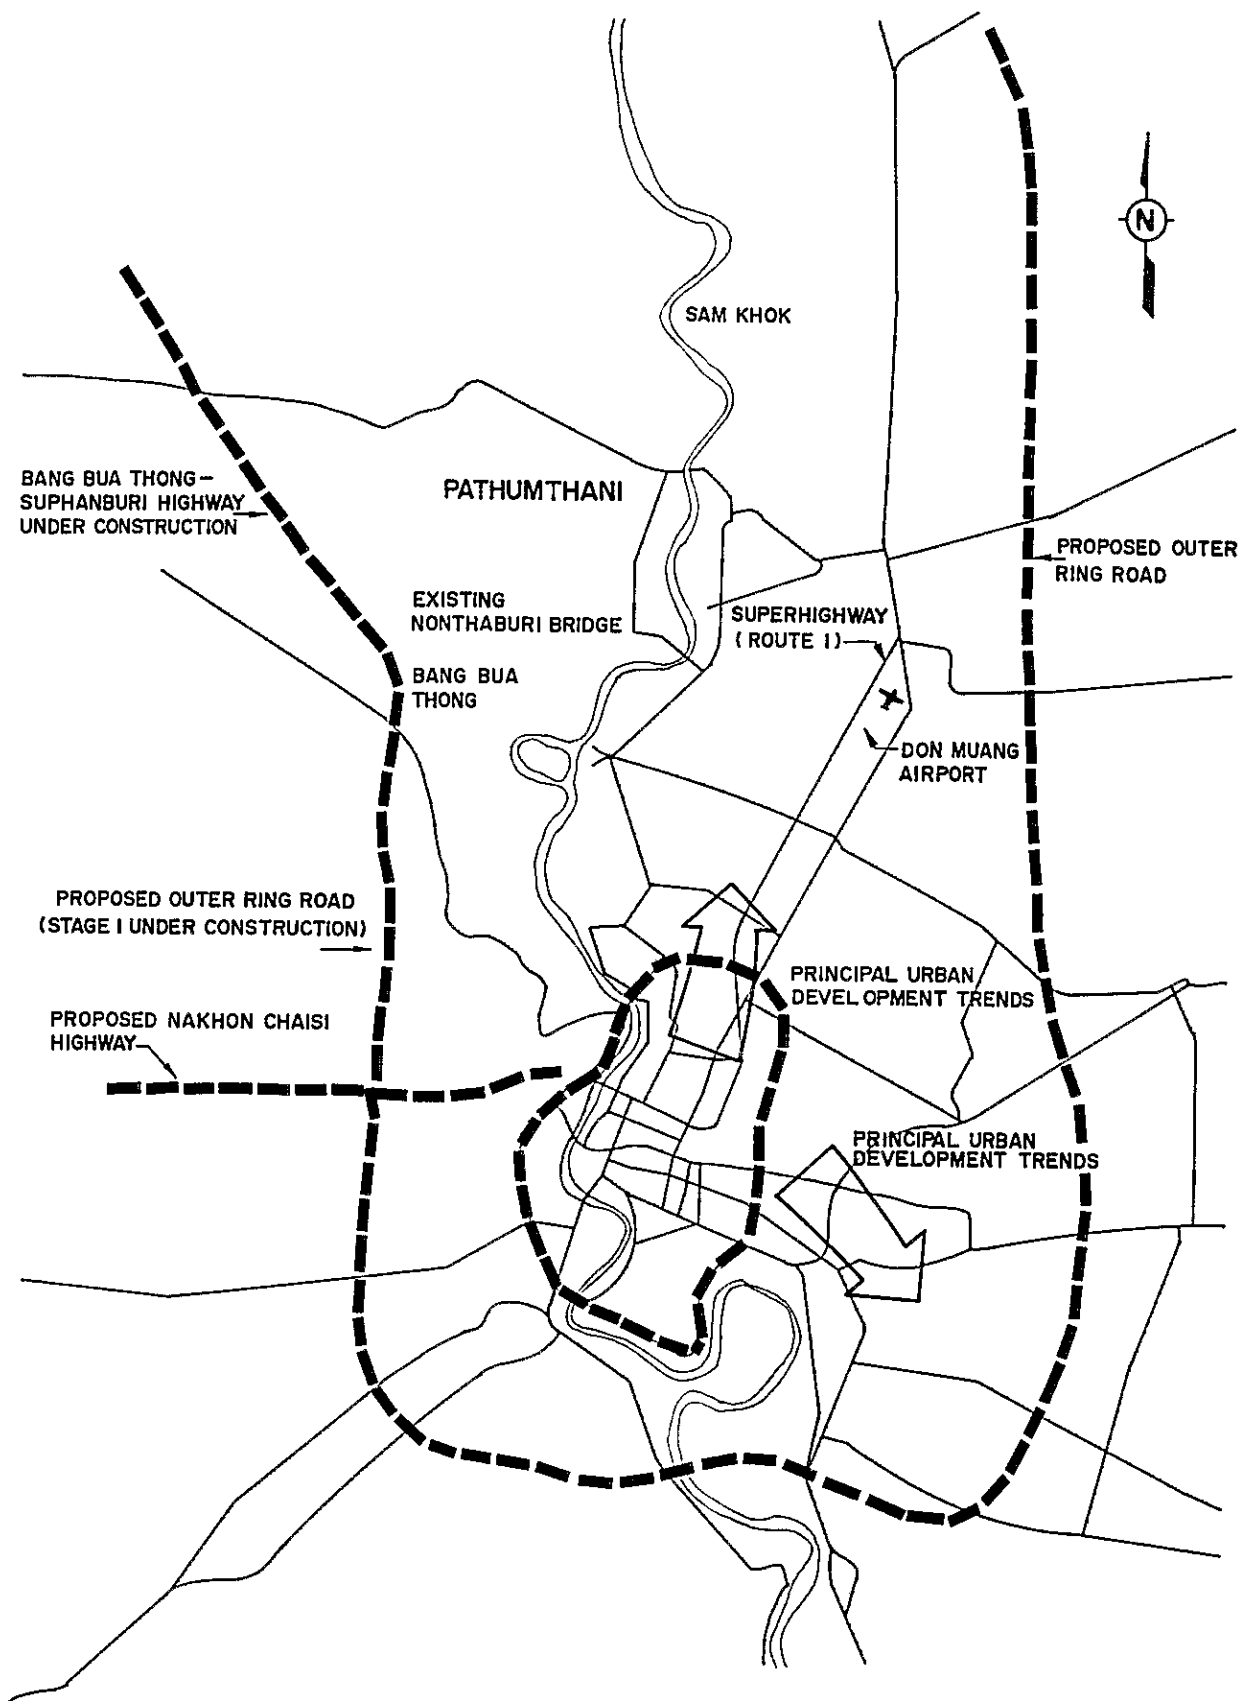 N
SAM KHOK
BANG BUA THONG–
SUPHANBURI HIGHWAY
UNDER CONSTRUCTION
PATHUMTHANI
PROPOSED OUTER
RING ROAD
EXISTING
NONTHABURI BRIDGE
SUPERHIGHWAY
(ROUTE 1)
BANG BUA
THONG
DON MUANG
AIRPORT
PROPOSED OUTER RING ROAD
(STAGE I UNDER CONSTRUCTION)
PRINCIPAL URBAN
DEVELOPMENT TRENDS
PROPOSED NAKHON CHAISI
HIGHWAY
PRINCIPAL URBAN
DEVELOPMENT TRENDS